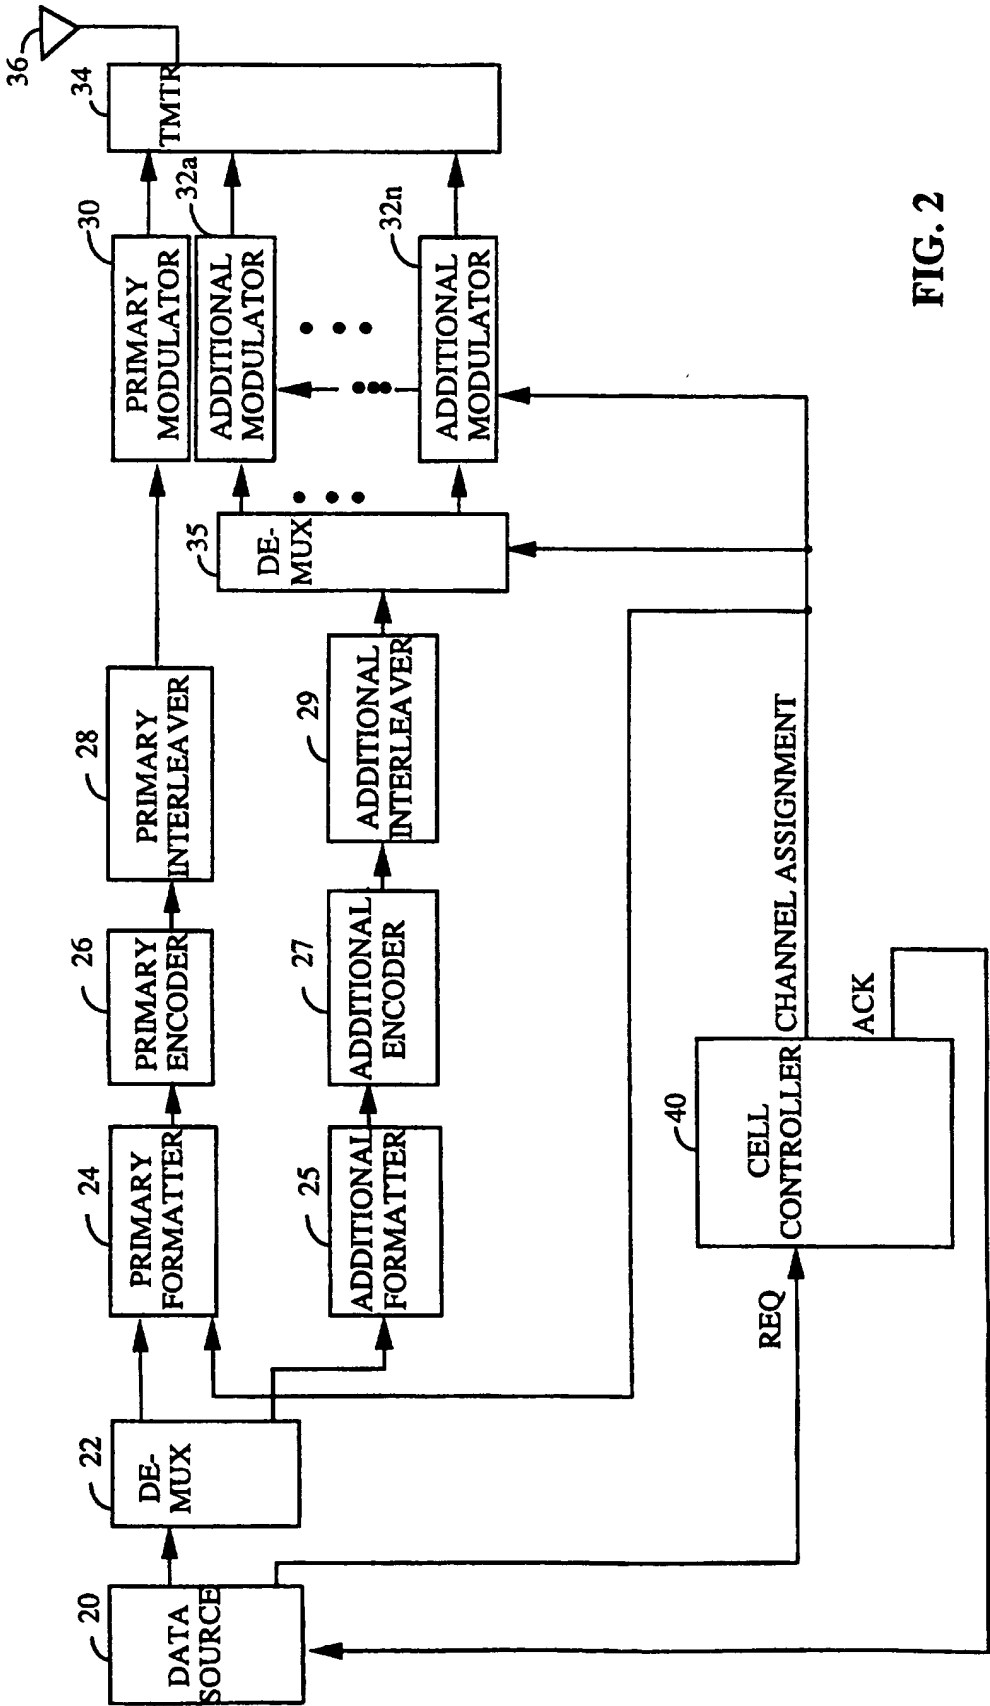 20
DATA
SOURCE
22
DE-
MUX
24
PRIMARY
FORMATTER
26
PRIMARY
ENCODER
28
PRIMARY
INTERLEAVER
30
PRIMARY
MODULATOR
34
TMTR
36
25
ADDITIONAL
FORMATTER
27
ADDITIONAL
ENCODER
29
ADDITIONAL
INTERLEAVER
35
DE-
MUX
32a
ADDITIONAL
MODULATOR
32n
ADDITIONAL
MODULATOR
REQ
40
CELL
CONTROLLER
CHANNEL ASSIGNMENT
ACK
FIG. 2